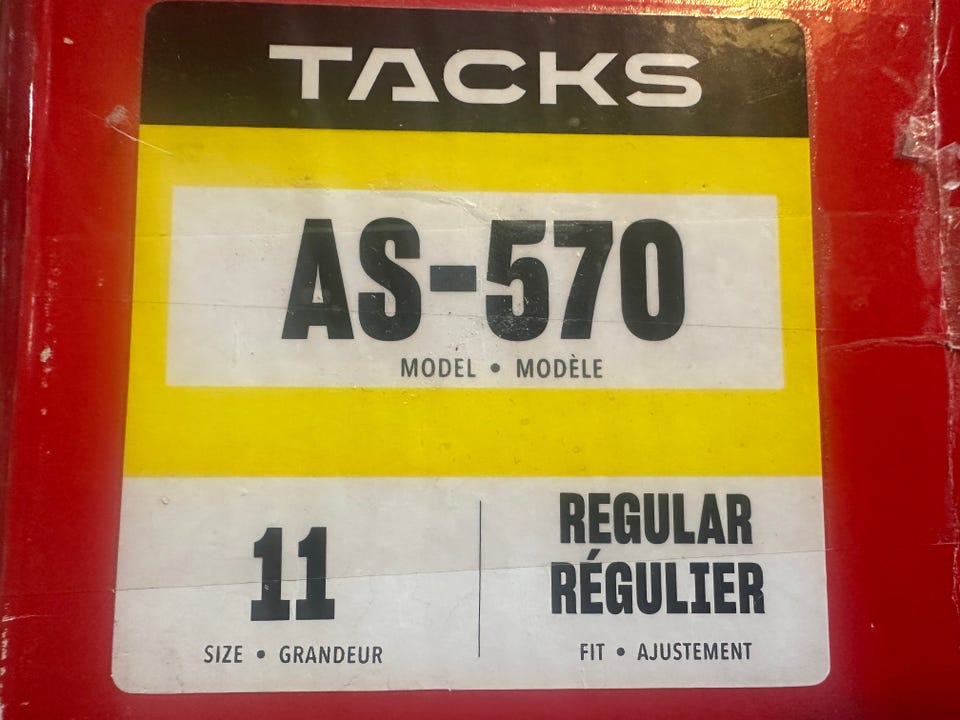 TACKS
AS-570
MODEL • MODÈLE
11
SIZE • GRANDEUR
REGULAR
RÉGULIER
FIT • AJUSTEMENT